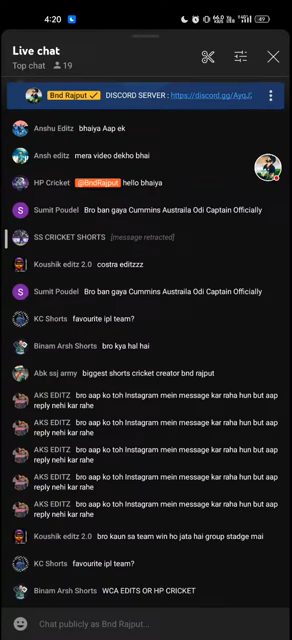 4:20
49
Live chat
Top chat 19
Bnd Rajput DISCORD SERVER : https://discord.gg/AyqJ
Anshu Editz bhaiya Aap ek
Ansh editz mera video dekho bhai
HP Cricket @BndRajput hello bhaiya
Sumit Poudel Bro ban gaya Cummins Austraila Odi Captain Officially
SS CRICKET SHORTS [message retracted]
Koushik editz 2.0 costra editzzz
Sumit Poudel Bro ban gaya Cummins Austraila Odi Captain Officially
KC Shorts favourite ipl team?
Binam Arsh Shorts bro kya hal hai
Abk ssj army biggest shorts cricket creator bnd rajput
AKS EDITZ bro aap ko toh Instagram mein message kar raha hun but aap
reply nehi kar rahe
AKS EDITZ bro aap ko toh Instagram mein message kar raha hun but aap
reply nehi kar rahe
AKS EDITZ bro aap ko toh Instagram mein message kar raha hun but aap
reply nehi kar rahe
AKS EDITZ bro aap ko toh Instagram mein message kar raha hun but aap
reply nehi kar rahe
AKS EDITZ bro aap ko toh Instagram mein message kar raha hun but aap
reply nehi kar rahe
Koushik editz 2.0 bro kaun sa team win ho jata hai group stadge mai
KC Shorts favourite ipl team?
Binam Arsh Shorts WCA EDITS OR HP CRICKET
Chat publicly as Bnd Rajput...